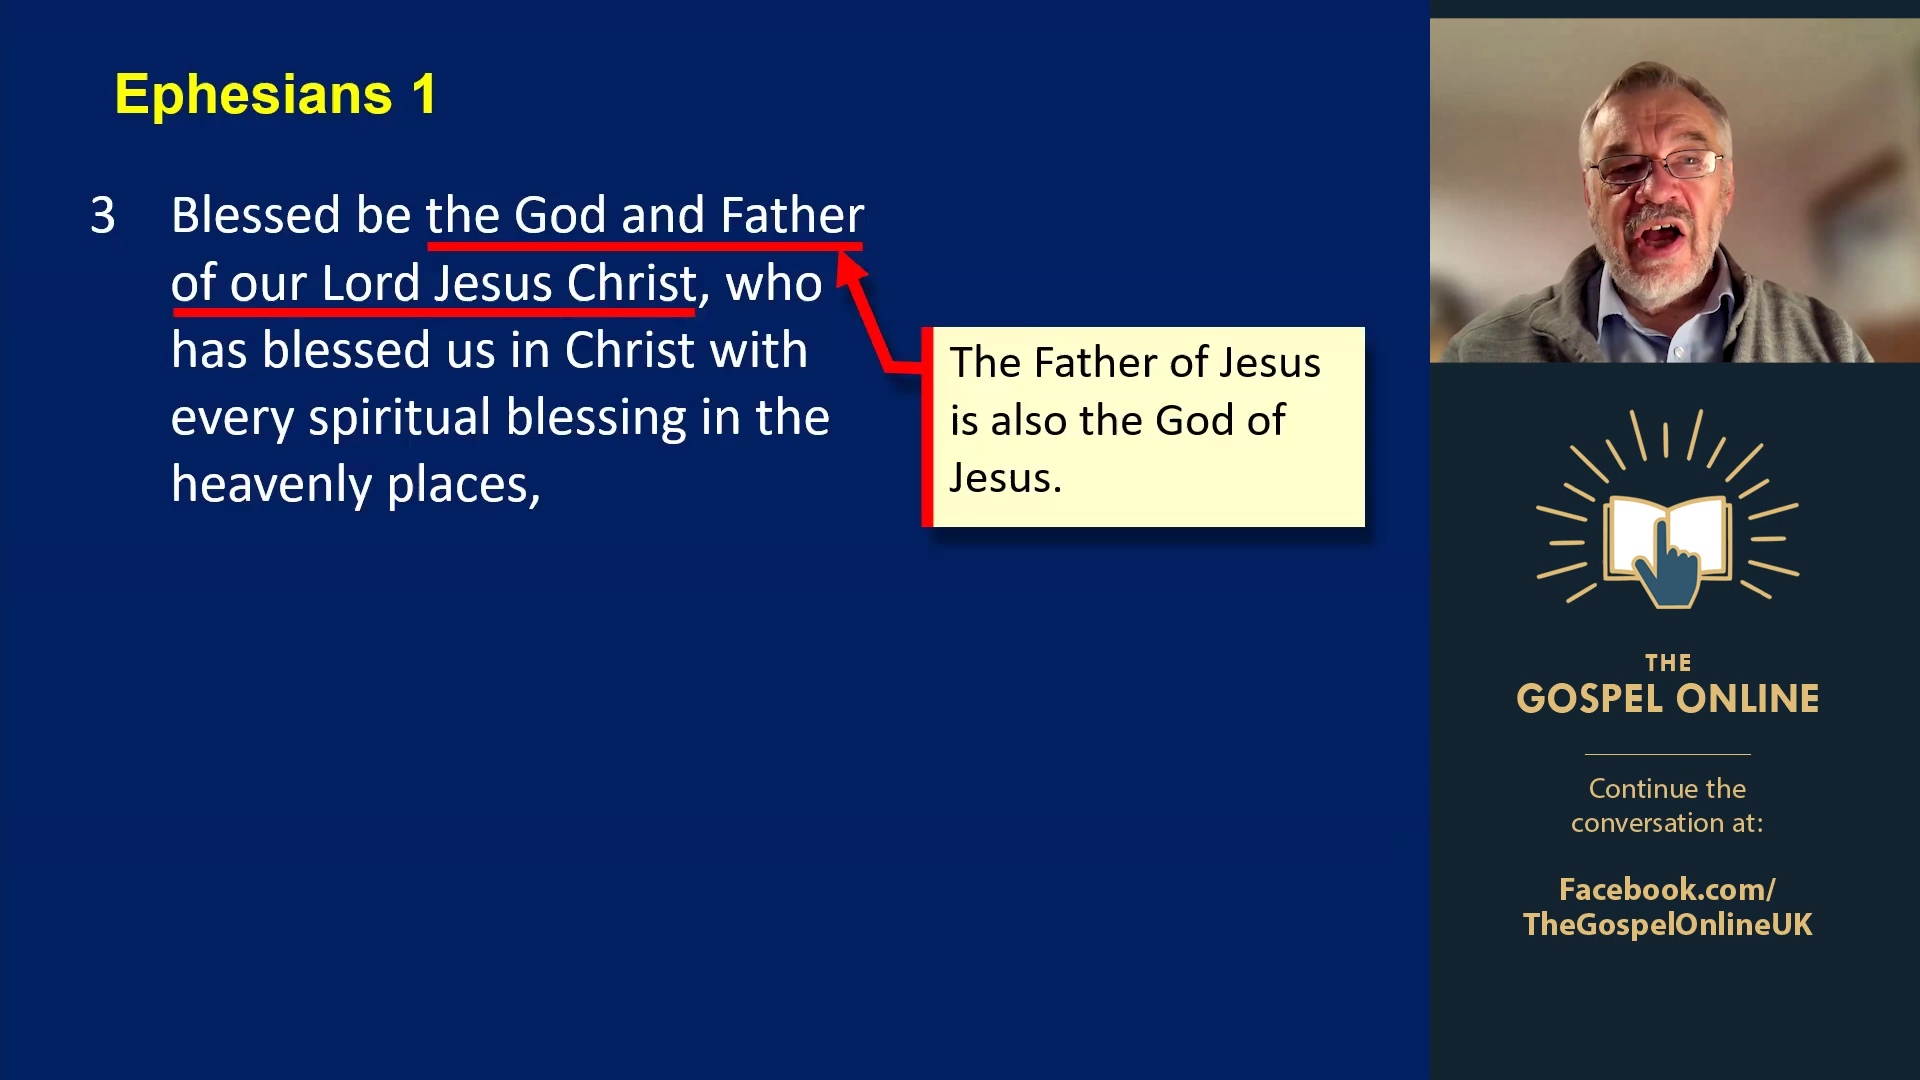 Ephesians 1
3 Blessed be the God and Father
of our Lord Jesus Christ, who
has blessed us in Christ with
every spiritual blessing in the
heavenly places,
The Father of Jesus
is also the God of
Jesus.
THE
GOSPEL ONLINE
Continue the
conversation at:
Facebook.com/
TheGospelOnlineUK